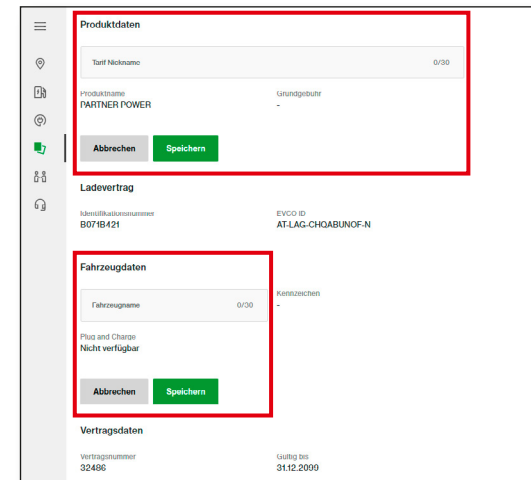 Produktdaten
Tarif Nickname 0/30
Produktname Grundgebühr
PARTNER POWER -
Abbrechen Speichern
Ladevertrag
Identifikationsnummer EVCO ID
B071B421 AT-LAG-CHQABUNOF-N
Fahrzeugdaten
Fahrzeugname 0/30 Kennzeichen
-
Plug and Charge
Nicht verfügbar
Abbrechen Speichern
Vertragsdaten
Vertragsnummer Gültig bis
32486 31.12.2099